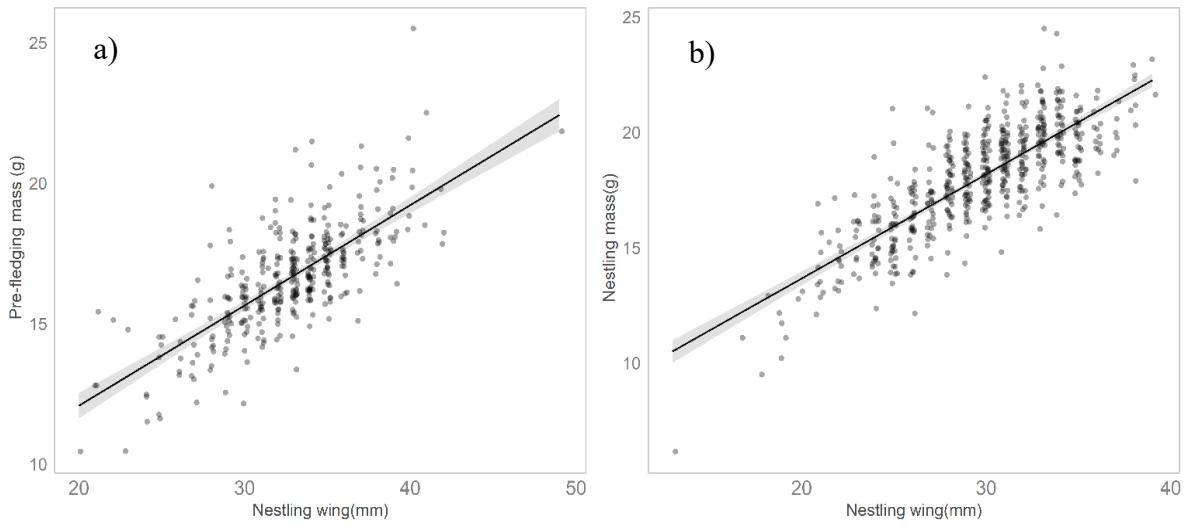 a)
25
20
15
10
Pre-fledging mass (g)
20 30 40 50
Nestling wing(mm)
b)
25
20
15
10
Nestling mass(g)
20 30 40
Nestling wing(mm)